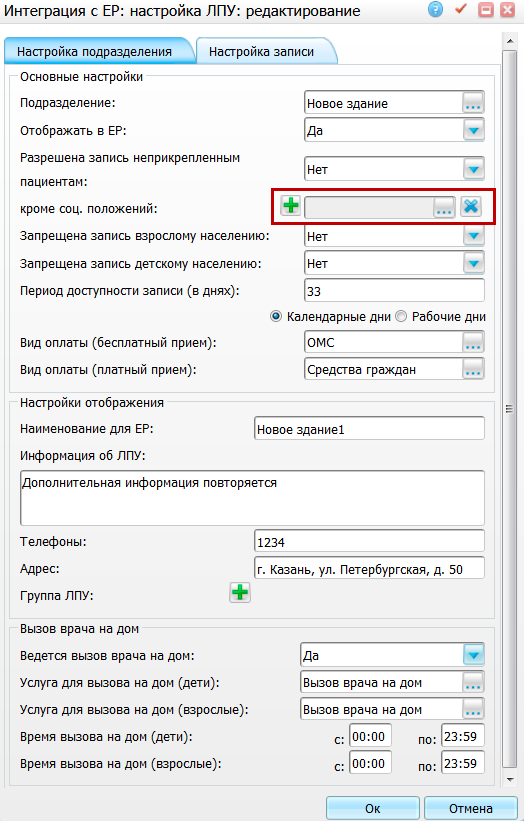 Интеграция с ЕР: настройка ЛПУ: редактирование
Настройка подразделения Настройка записи
Основные настройки
Подразделение: Новое здание ...
Отображать в ЕР: Да
Разрешена запись неприкрепленным
пациентам: Нет
кроме соц. положений: ...
Запрещена запись взрослому населению: Нет
Запрещена запись детскому населению: Нет
Период доступности записи (в днях): 33
Календарные дни Рабочие дни
Вид оплаты (бесплатный прием): ОМС ...
Вид оплаты (платный прием): Средства граждан ...
Настройки отображения
Наименование для ЕР: Новое здание1
Информация об ЛПУ:
Дополнительная информация повторяется
Телефоны: 1234
Адрес: г. Казань, ул. Петербургская, д. 50
Группа ЛПУ:
Вызов врача на дом
Ведется вызов врача на дом: Да
Услуга для вызова на дом (дети): Вызов врача на дом ...
Услуга для вызова на дом (взрослые): Вызов врача на дом ...
Время вызова на дом (дети): с: 00:00 по: 23:59
Время вызова на дом (взрослые): с: 00:00 по: 23:59
Ок Отмена